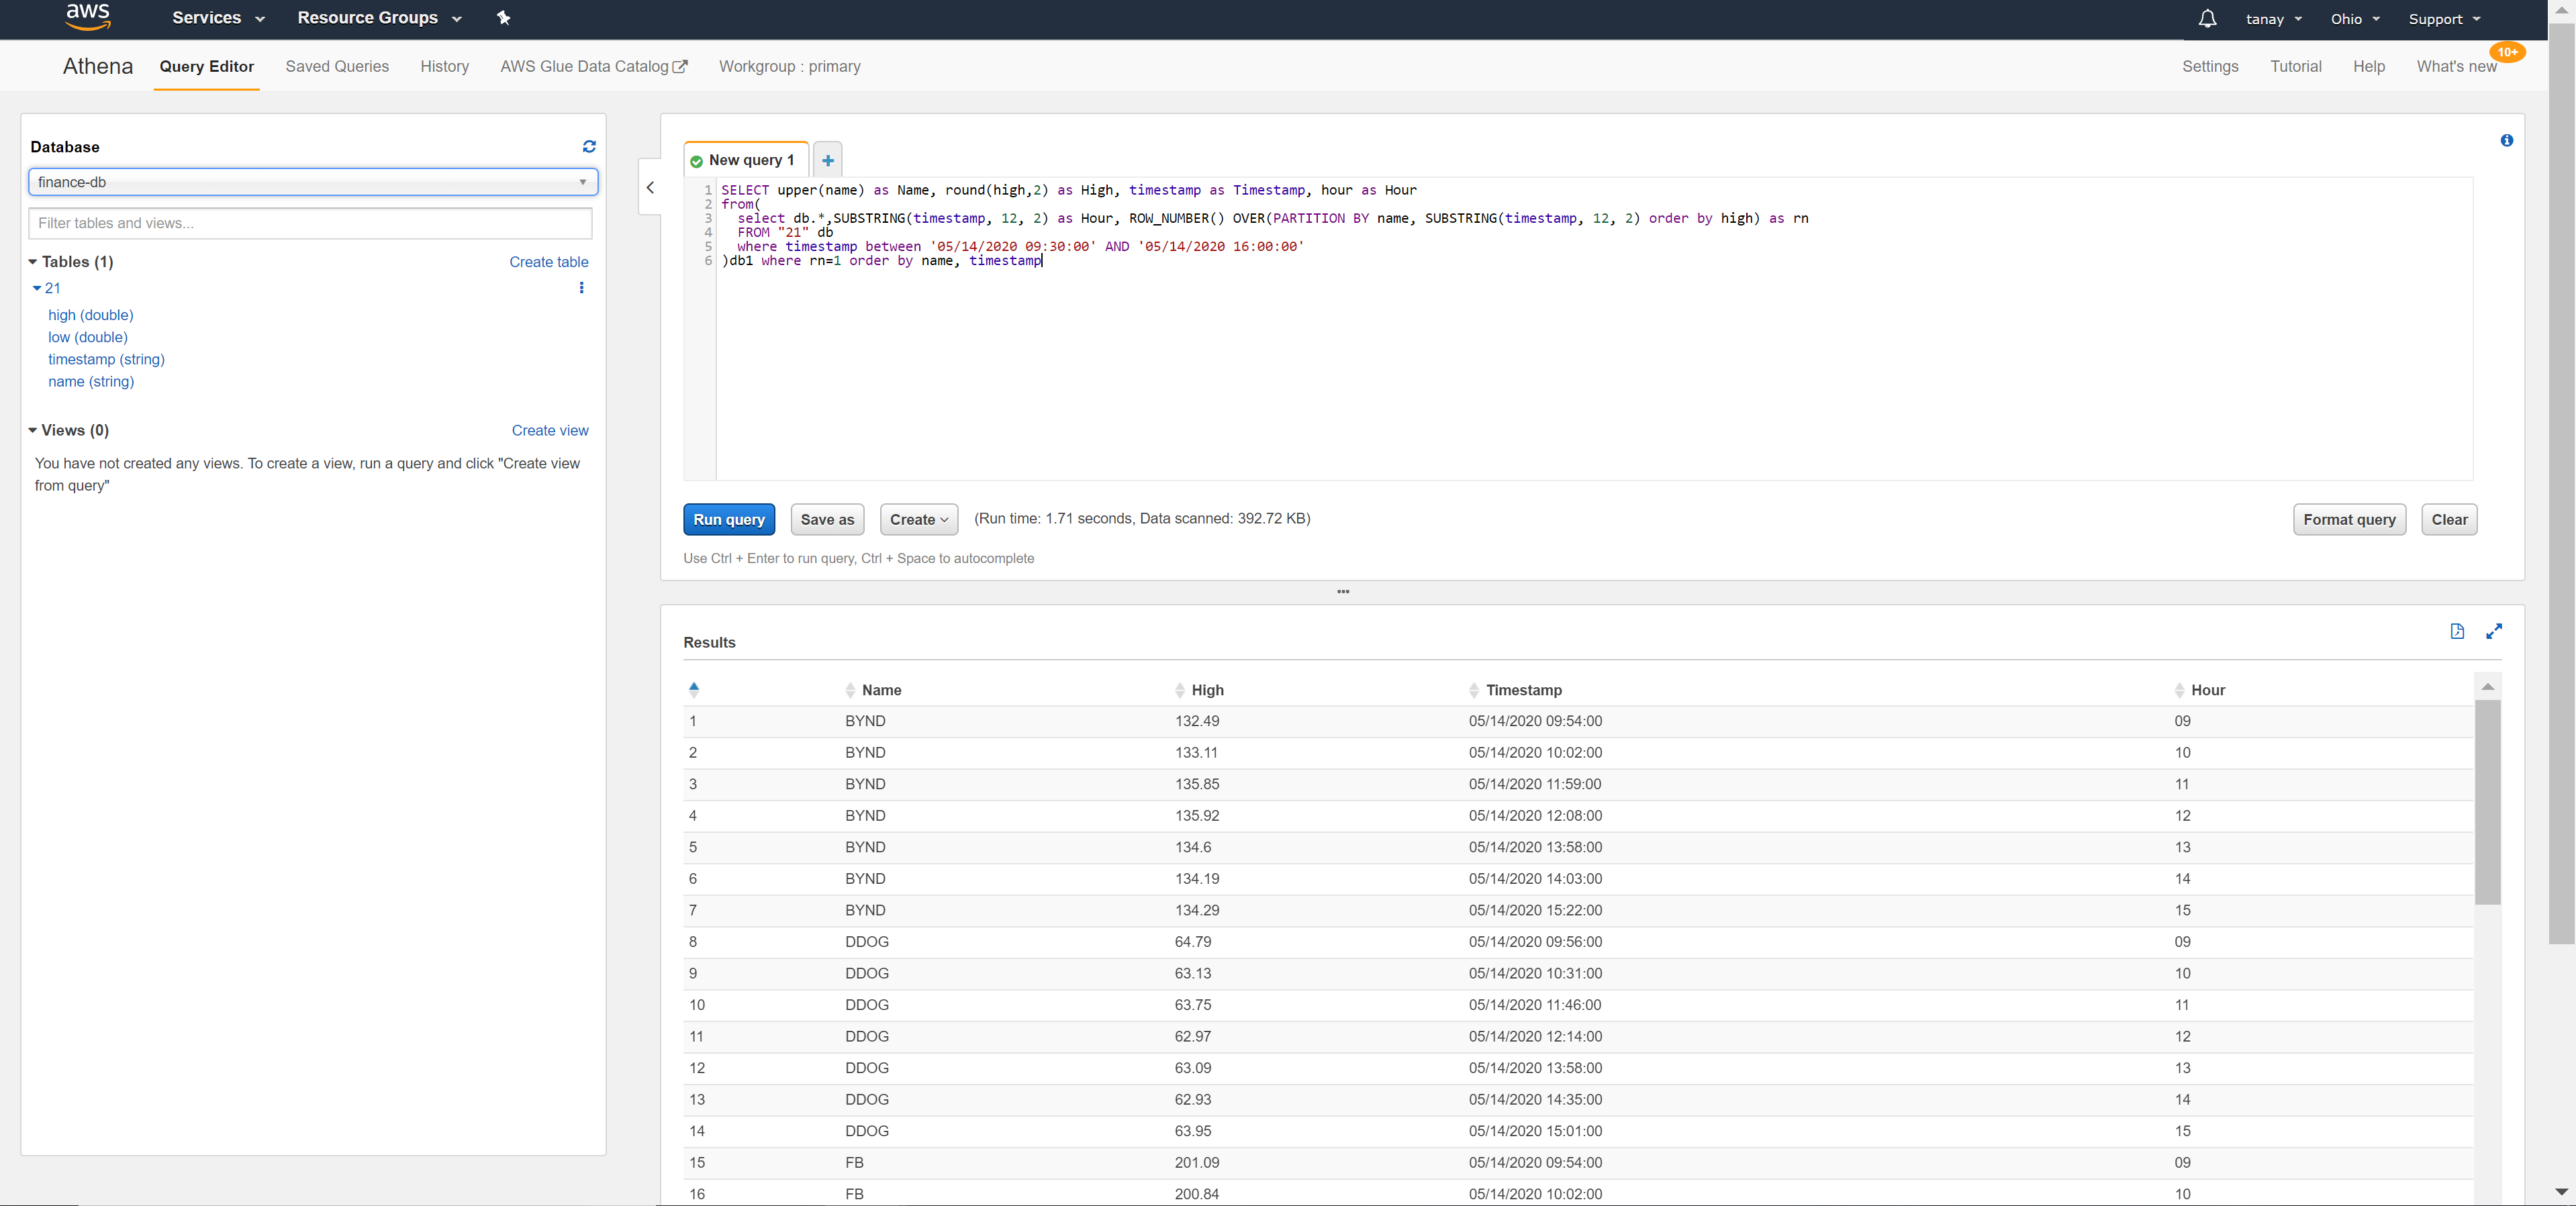 aws Services Resource Groups tanay Ohio Support
Athena Query Editor Saved Queries History AWS Glue Data Catalog Workgroup : primary Settings Tutorial Help What's new 10+
Database
finance-db
Filter tables and views...
Tables (1) Create table
21
high (double)
low (double)
timestamp (string)
name (string)
Views (0) Create view
You have not created any views. To create a view, run a query and click "Create view
from query"
New query 1
1 SELECT upper(name) as Name, round(high,2) as High, timestamp as Timestamp, hour as Hour
2 from(
3 select db.*,SUBSTRING(timestamp, 12, 2) as Hour, ROW_NUMBER() OVER(PARTITION BY name, SUBSTRING(timestamp, 12, 2) order by high) as rn
4 FROM "21" db
5 where timestamp between '05/14/2020 09:30:00' AND '05/14/2020 16:00:00'
6 )db1 where rn=1 order by name, timestamp
Run query Save as Create (Run time: 1.71 seconds, Data scanned: 392.72 KB) Format query Clear
Use Ctrl + Enter to run query, Ctrl + Space to autocomplete
Results
Name High Timestamp Hour
1 BYND 132.49 05/14/2020 09:54:00 09
2 BYND 133.11 05/14/2020 10:02:00 10
3 BYND 135.85 05/14/2020 11:59:00 11
4 BYND 135.92 05/14/2020 12:08:00 12
5 BYND 134.6 05/14/2020 13:58:00 13
6 BYND 134.19 05/14/2020 14:03:00 14
7 BYND 134.29 05/14/2020 15:22:00 15
8 DDOG 64.79 05/14/2020 09:56:00 09
9 DDOG 63.13 05/14/2020 10:31:00 10
10 DDOG 63.75 05/14/2020 11:46:00 11
11 DDOG 62.97 05/14/2020 12:14:00 12
12 DDOG 63.09 05/14/2020 13:58:00 13
13 DDOG 62.93 05/14/2020 14:35:00 14
14 DDOG 63.95 05/14/2020 15:01:00 15
15 FB 201.09 05/14/2020 09:54:00 09
16 FB 200.84 05/14/2020 10:02:00 10